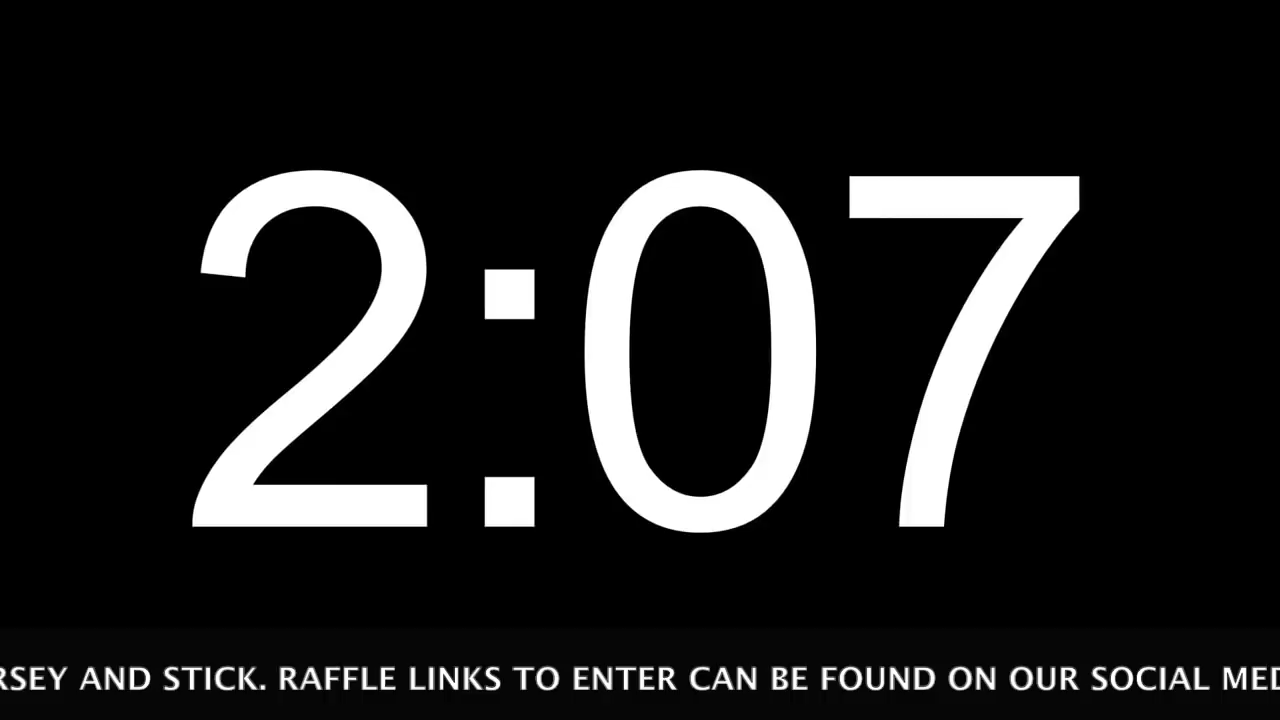 2:07
RSEY AND STICK. RAFFLE LINKS TO ENTER CAN BE FOUND ON OUR SOCIAL MED